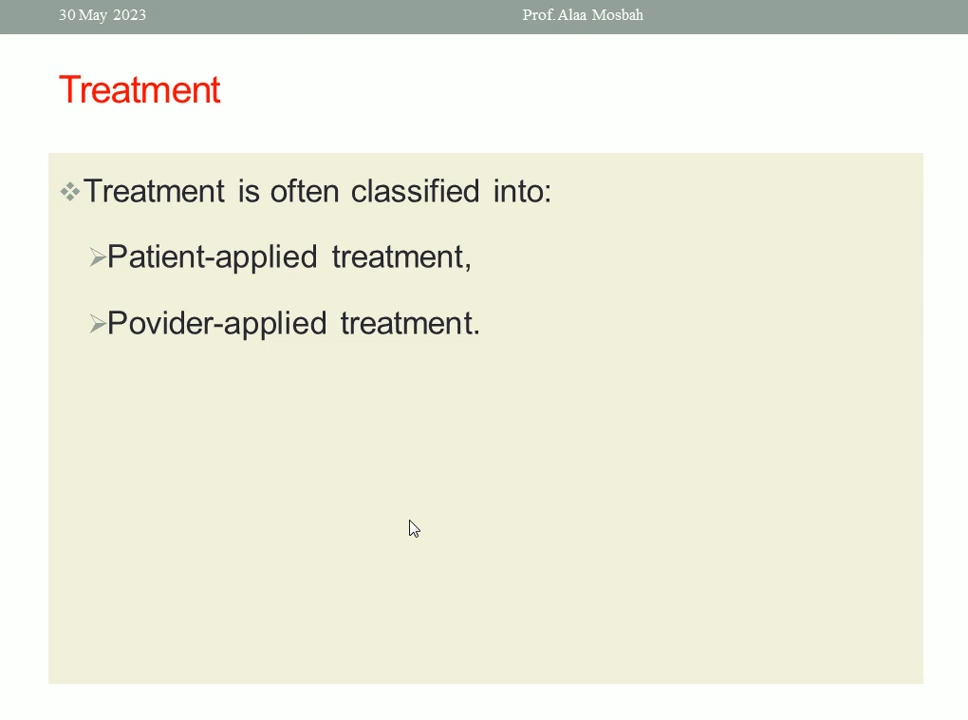 30 May 2023 Prof. Alaa Mosbah
Treatment
Treatment is often classified into:
Patient-applied treatment,
Povider-applied treatment.